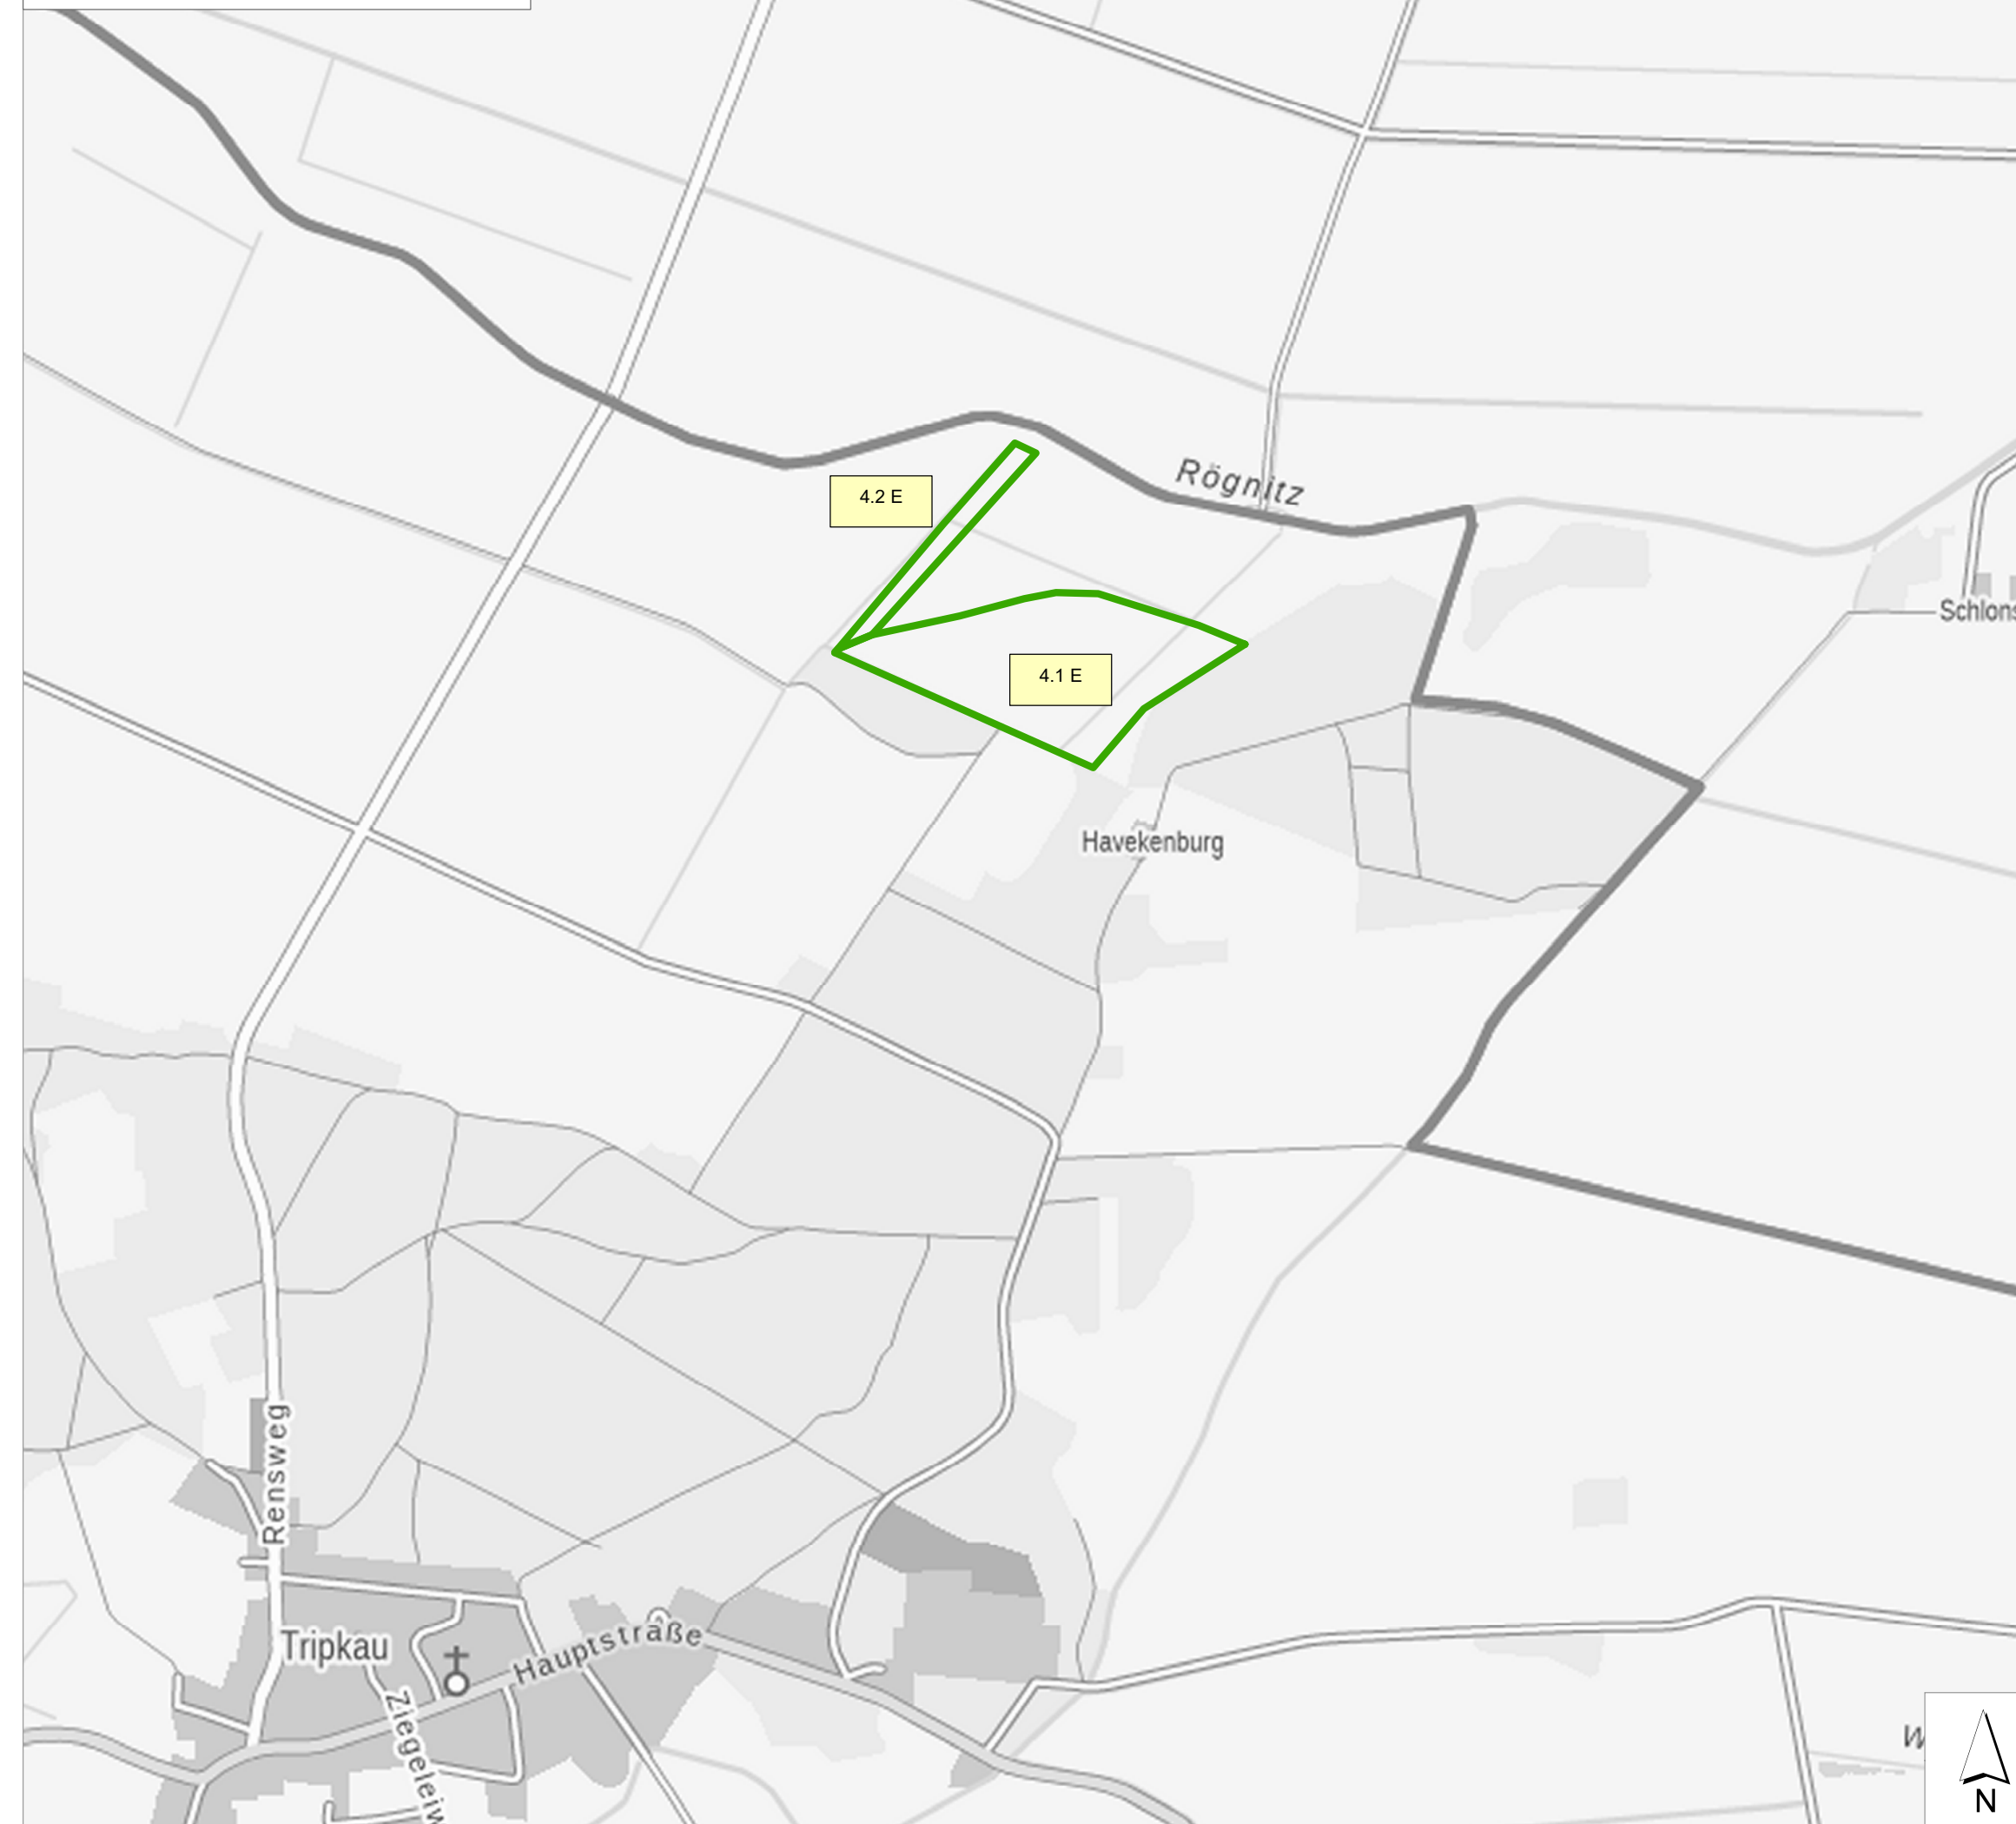 Rögnitz
4.2 E
Schlons
4.1 E
Havekenburg
Rensweg
Tripkau
Hauptstraße
Ziegeleiw
W
N